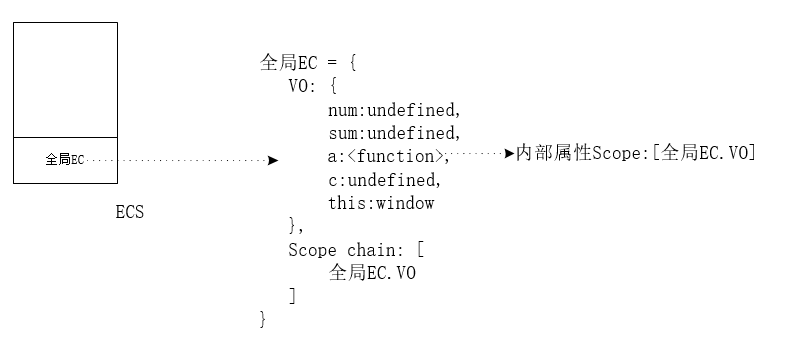 全局EC = {
VO: {
num:undefined,
sum:undefined,
全局EC
a:<function>,
内部属性Scope:[全局EC.VO]
c:undefined,
this:window
ECS
},
Scope chain: [
全局EC.VO
]
}